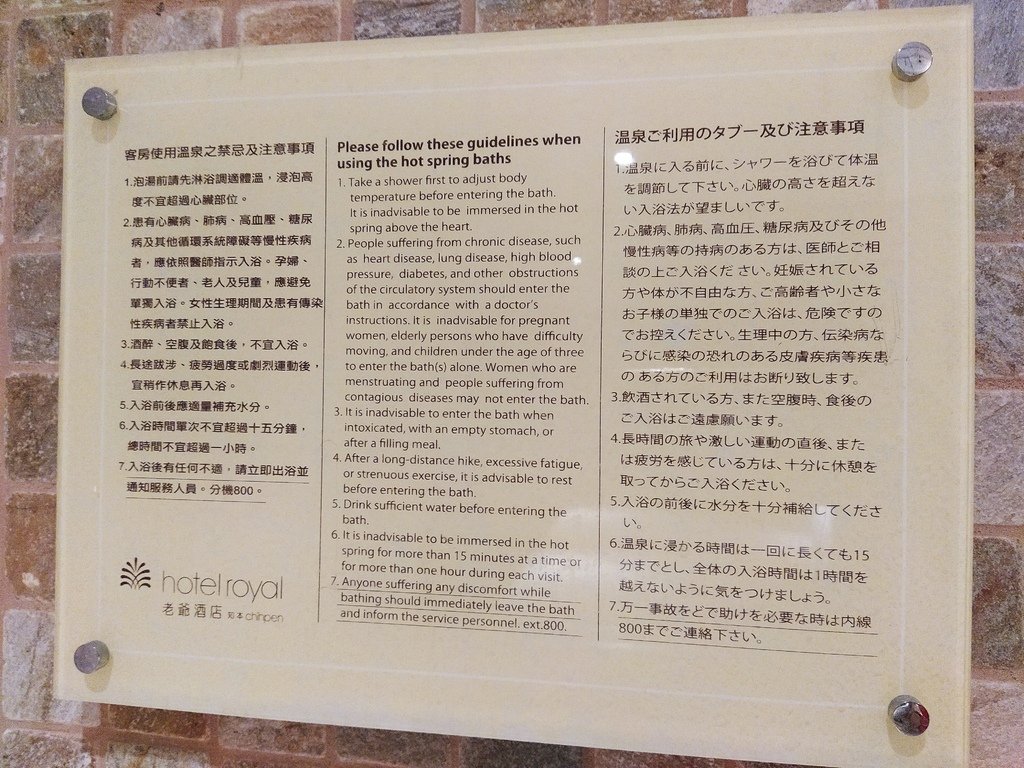 客房使用溫泉之禁忌及注意事項
1.泡湯前請先淋浴調適體溫，浸泡高
度不宜超過心臟部位。
2.患有心臟病、肺病、高血壓、糖尿
病及其他循環系統障礙等慢性疾病
者，應依照醫師指示入浴。孕婦、
行動不便者、老人及兒童，應避免
單獨入浴。女性生理期間及患有傳染
性疾病者禁止入浴。
3.酒醉、空腹及飽食後，不宜入浴。
4.長途跋涉、疲勞過度或劇烈運動後，
宜稍作休息再入浴。
5.入浴前後應適量補充水分。
6.入浴時間單次不宜超過十五分鐘，
總時間不宜超過一小時。
7.入浴後有任何不適，請立即出浴並
通知服務人員。分機800。
hotel royal
老爺酒店 知本 chihpen
Please follow these guidelines when
using the hot spring baths
1. Take a shower first to adjust body
temperature before entering the bath.
It is inadvisable to be immersed in the hot
spring above the heart.
2. People suffering from chronic disease, such
as heart disease, lung disease, high blood
pressure, diabetes, and other obstructions
of the circulatory system should enter the
bath in accordance with a doctor's
instructions. It is inadvisable for pregnant
women, elderly persons who have difficulty
moving, and children under the age of three
to enter the bath(s) alone. Women who are
menstruating and people suffering from
contagious diseases may not enter the bath.
3. It is inadvisable to enter the bath when
intoxicated, with an empty stomach, or
after a filling meal.
4. After a long-distance hike, excessive fatigue,
or strenuous exercise, it is advisable to rest
before entering the bath.
5. Drink sufficient water before entering the
bath.
6. It is inadvisable to be immersed in the hot
spring for more than 15 minutes at a time or
for more than one hour during each visit.
7. Anyone suffering any discomfort while
bathing should immediately leave the bath
and inform the service personnel. ext.800.
温泉ご利用のタブー及び注意事項
1.温泉に入る前に、シャワーを浴びて体温
を調節して下さい。心臓の高さを超えな
い入浴法が望ましいです。
2.心臓病、肺病、高血圧、糖尿病及びその他
慢性病等の持病のある方は、医師とご相
談の上ご入浴ください。妊娠されている
方や体が不自由な方、ご高齢者や小さな
お子様の単独でのご入浴は、危険ですの
でお控えください。生理中の方、伝染病な
らびに感染の恐れのある皮膚疾病等疾患
のある方のご利用はお断り致します。
3.飲酒されている方、また空腹時、食後の
ご入浴はご遠慮願います。
4.長時間の旅や激しい運動の直後、また
は疲労を感じている方は、十分に休憩を
取ってからご入浴ください。
5.入浴の前後に水分を十分補給してくださ
い。
6.温泉に浸かる時間は一回に長くても15
分までとし、全体の入浴時間は1時間を
越えないように気をつけましょう。
7.万一事故をどで助けを必要な時は内線
800までご連絡下さい。